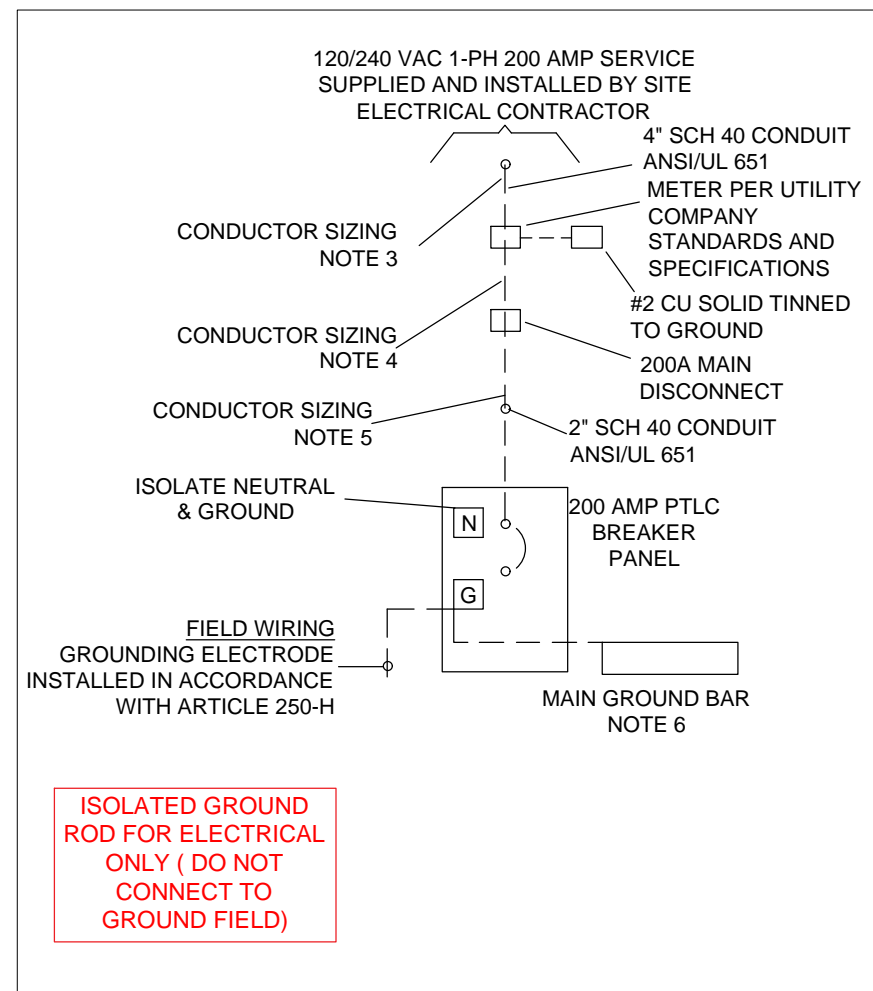 120/240 VAC 1-PH 200 AMP SERVICE
SUPPLIED AND INSTALLED BY SITE
ELECTRICAL CONTRACTOR
4" SCH 40 CONDUIT
ANSI/UL 651
METER PER UTILITY
COMPANY
STANDARDS AND
SPECIFICATIONS
CONDUCTOR SIZING
NOTE 3
#2 CU SOLID TINNED
TO GROUND
CONDUCTOR SIZING
NOTE 4
200A MAIN
DISCONNECT
CONDUCTOR SIZING
NOTE 5
2" SCH 40 CONDUIT
ANSI/UL 651
ISOLATE NEUTRAL
& GROUND
N
200 AMP PTLC
BREAKER
PANEL
G
FIELD WIRING
GROUNDING ELECTRODE
INSTALLED IN ACCORDANCE
WITH ARTICLE 250-H
MAIN GROUND BAR
NOTE 6
ISOLATED GROUND
ROD FOR ELECTRICAL
ONLY ( DO NOT
CONNECT TO
GROUND FIELD)